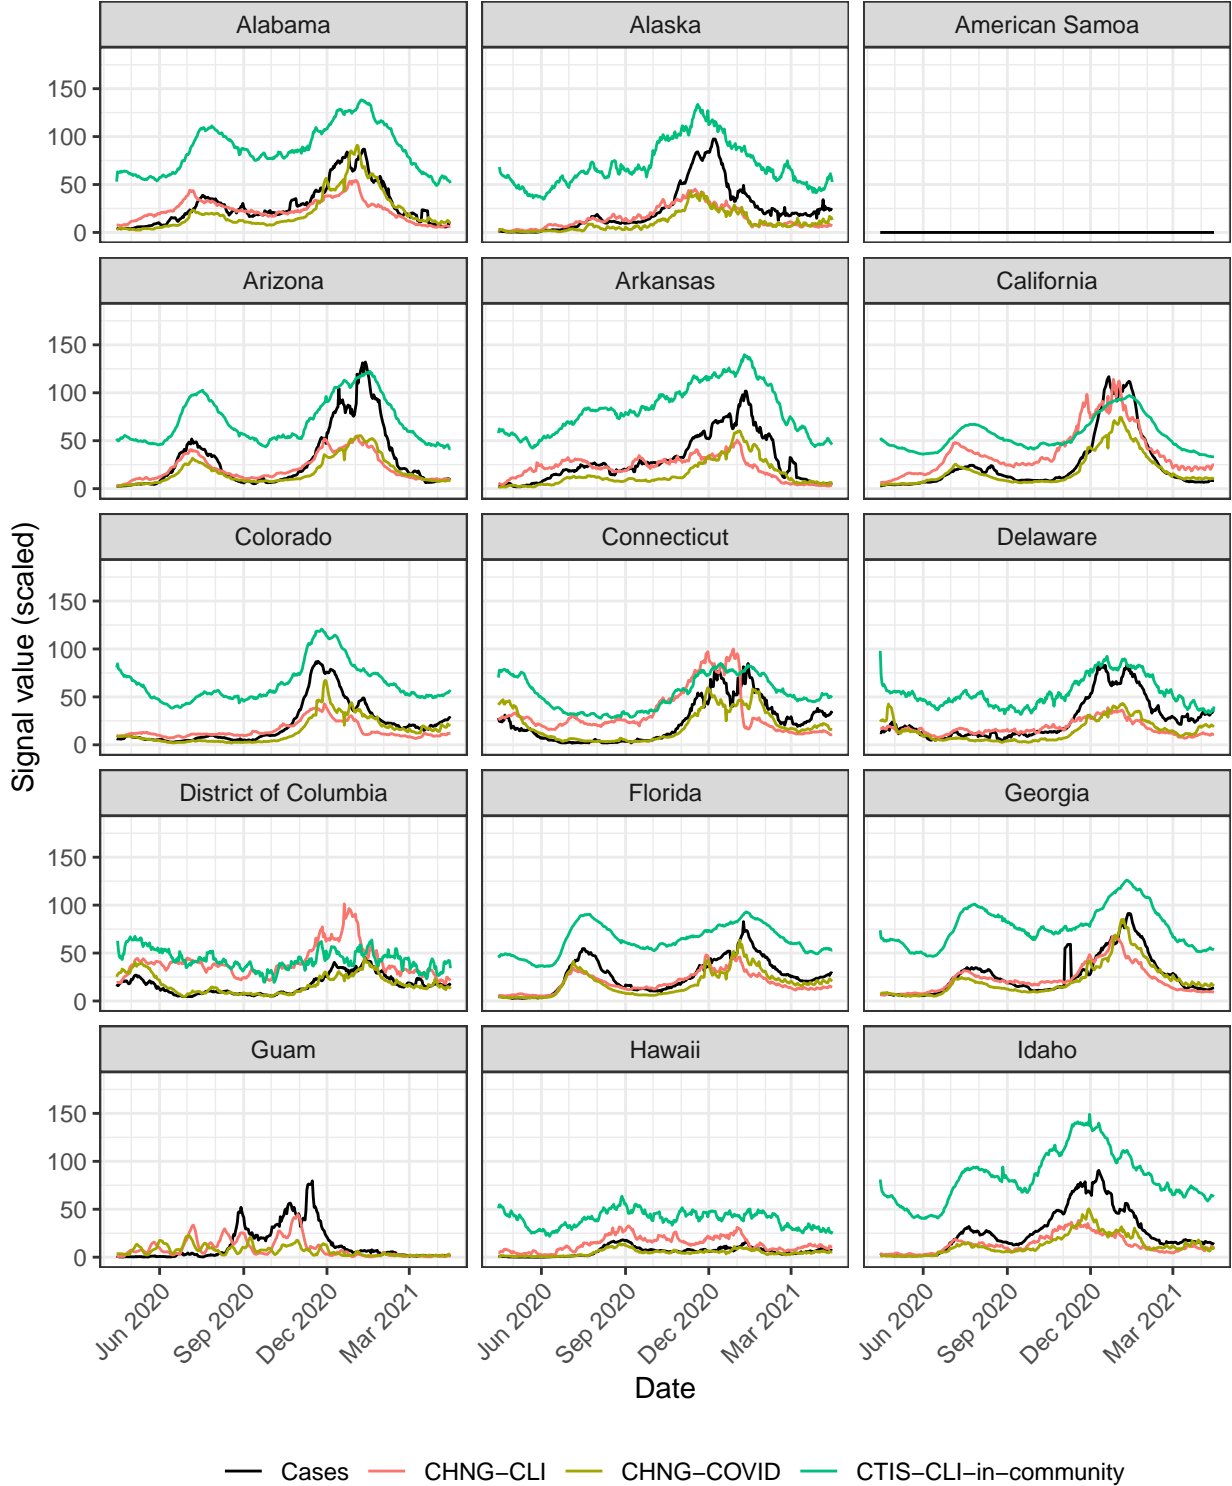 Alabama Alaska American Samoa
150
100
50
0
Arizona Arkansas California
150
100
50
0
Colorado Connecticut Delaware
150
100
50
0
District of Columbia Florida Georgia
150
100
50
0
Guam Hawaii Idaho
150
100
50
0
Signal value (scaled)
Jun 2020 Sep 2020 Dec 2020 Mar 2021 Jun 2020 Sep 2020 Dec 2020 Mar 2021 Jun 2020 Sep 2020 Dec 2020 Mar 2021
Date
Cases CHNG−CLI CHNG−COVID CTIS−CLI−in−community